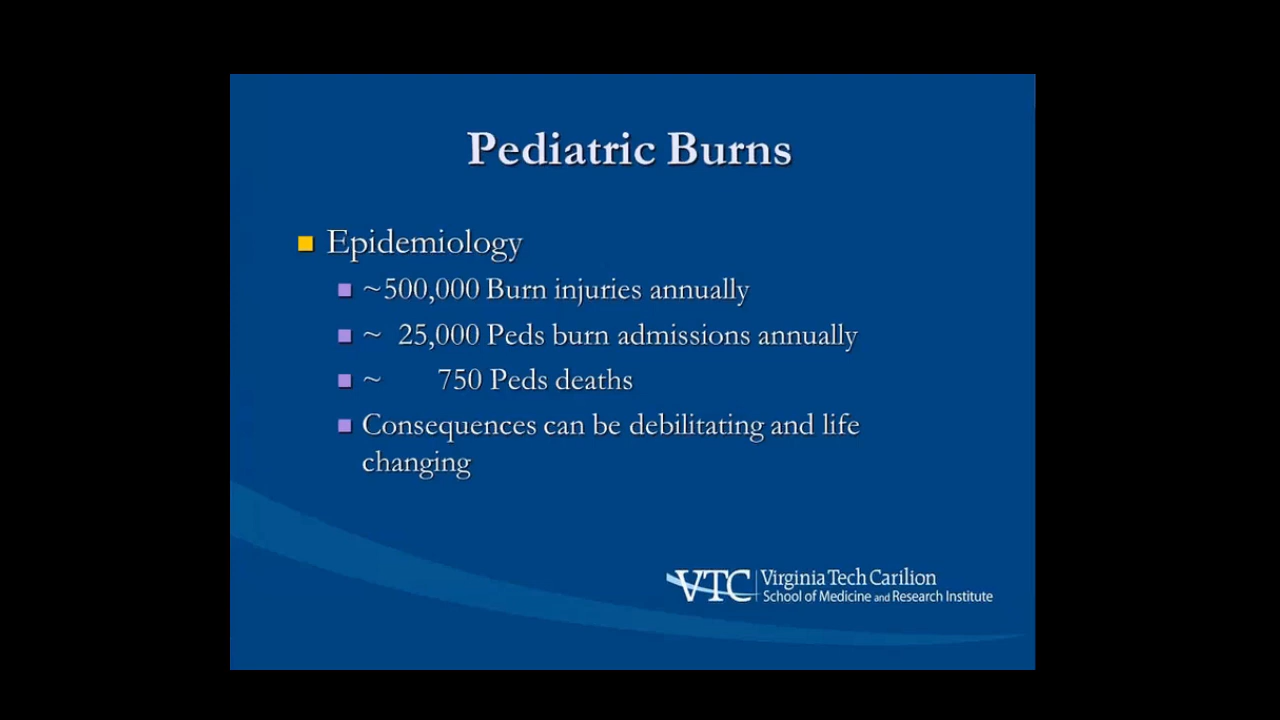 Pediatric Burns
Epidemiology
~500,000 Burn injuries annually
~ 25,000 Peds burn admissions annually
~ 750 Peds deaths
Consequences can be debilitating and life
changing
VTC Virginia Tech Carilion
School of Medicine and Research Institute